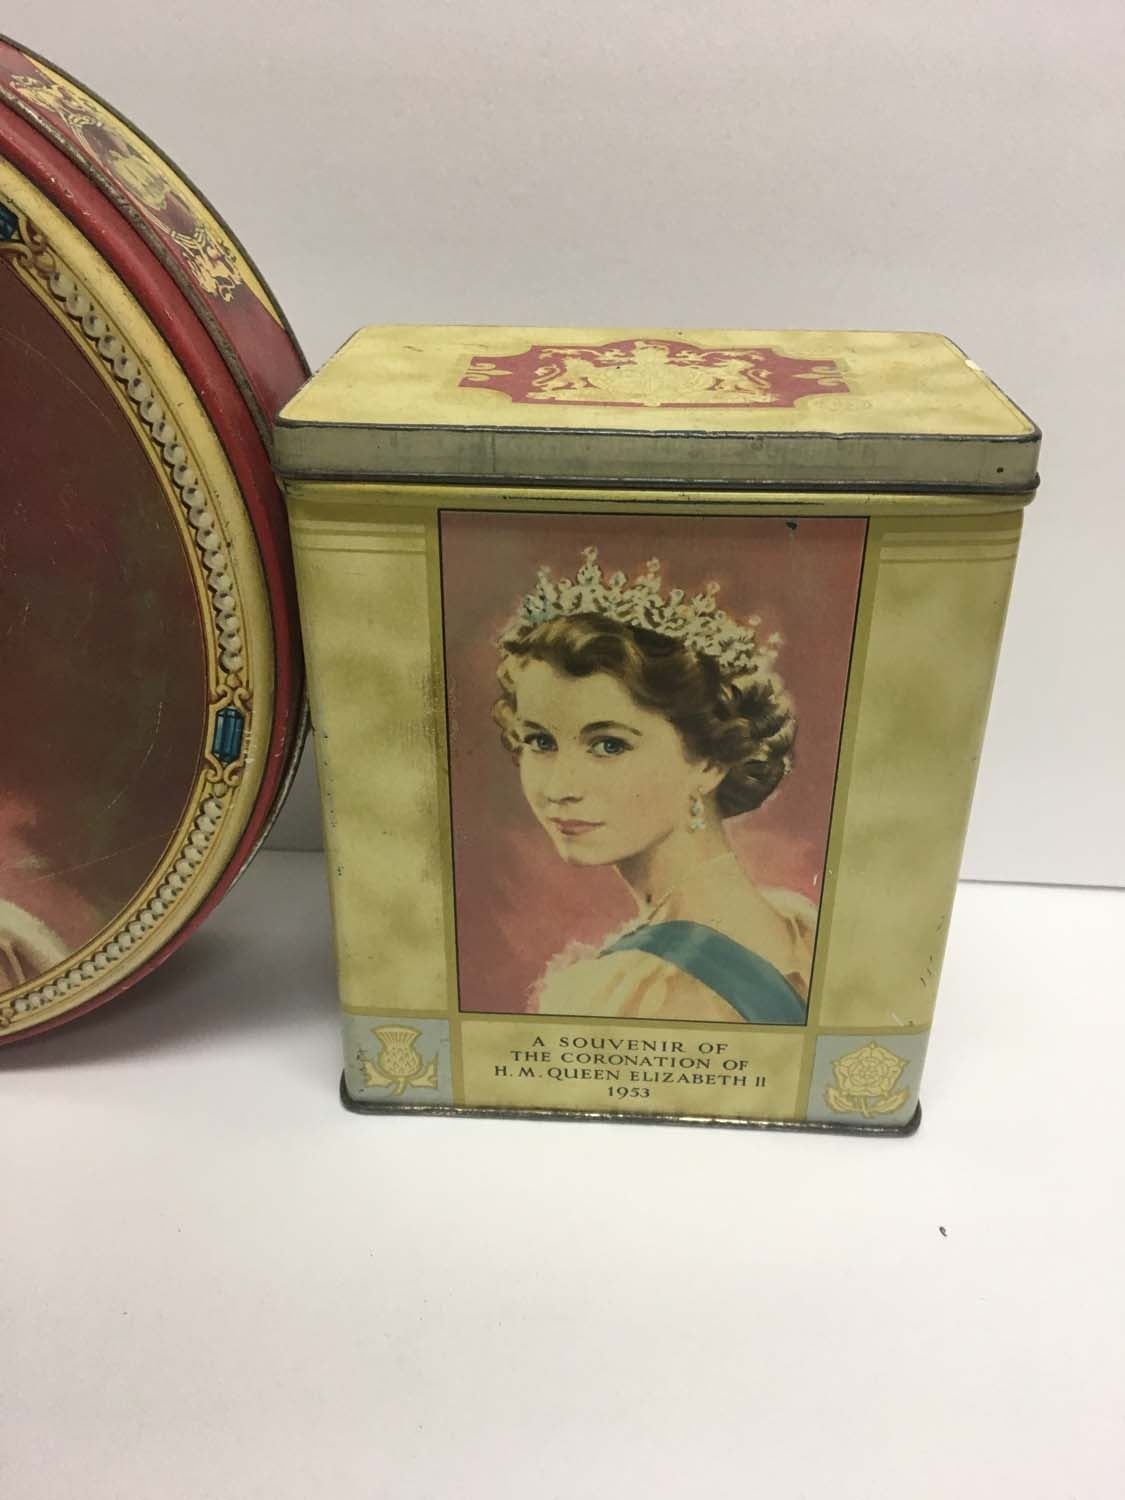 A SOUVENIR OF
THE CORONATION OF
H. M. QUEEN ELIZABETH II
1953